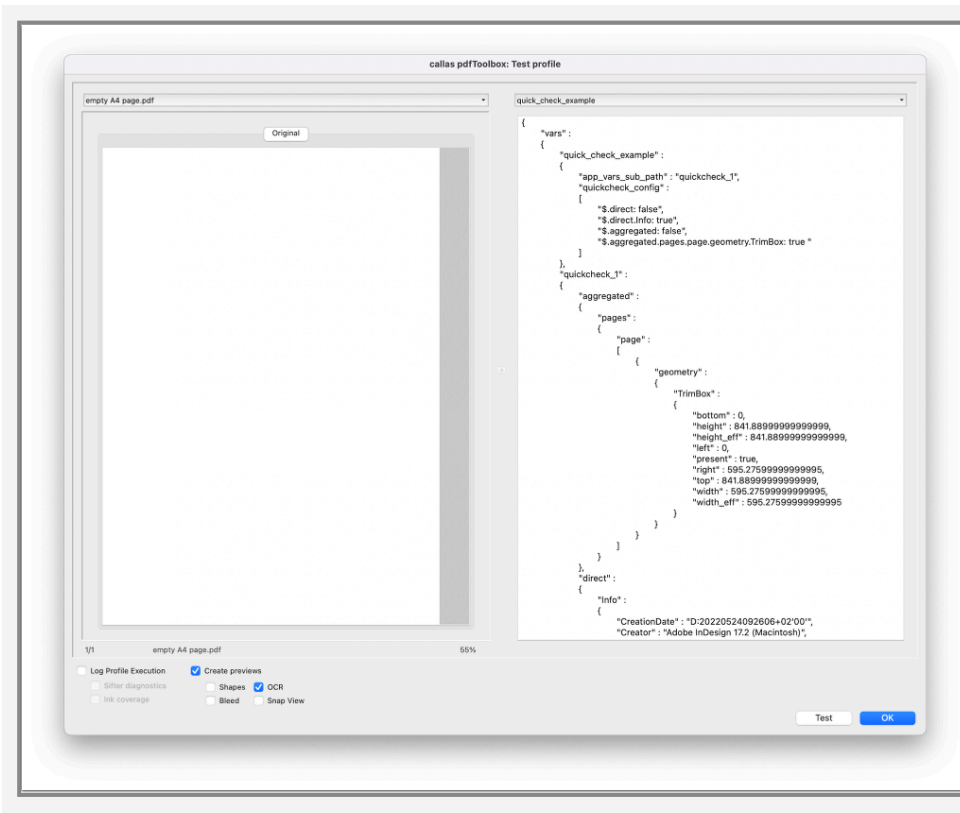 callas pdfToolbox: Test profile
empty A4 page.pdf
Original
1/1 empty A4 page.pdf 55%
quick_check_example
{
"vars" :
{
"quick_check_example" :
{
"app_vars_sub_path" : "quickcheck_1",
"quickcheck_config" :
[
"$.direct: false",
"$.direct.Info: true",
"$.aggregated: false",
"$.aggregated.pages.page.geometry.TrimBox: true "
]
},
"quickcheck_1" :
{
"aggregated" :
{
"pages" :
{
"page" :
[
{
"geometry" :
{
"TrimBox" :
{
"bottom" : 0,
"height" : 841.88999999999999,
"height_eff" : 841.88999999999999,
"left" : 0,
"present" : true,
"right" : 595.27599999999995,
"top" : 841.88999999999999,
"width" : 595.27599999999995,
"width_eff" : 595.27599999999995
}
}
}
]
}
},
"direct" :
{
"Info" :
{
"CreationDate" : "D:20220524092606+02'00'",
"Creator" : "Adobe InDesign 17.2 (Macintosh)",
Log Profile Execution Create previews
Sifter diagnostics Shapes OCR
Ink coverage Bleed Snap View
Test OK